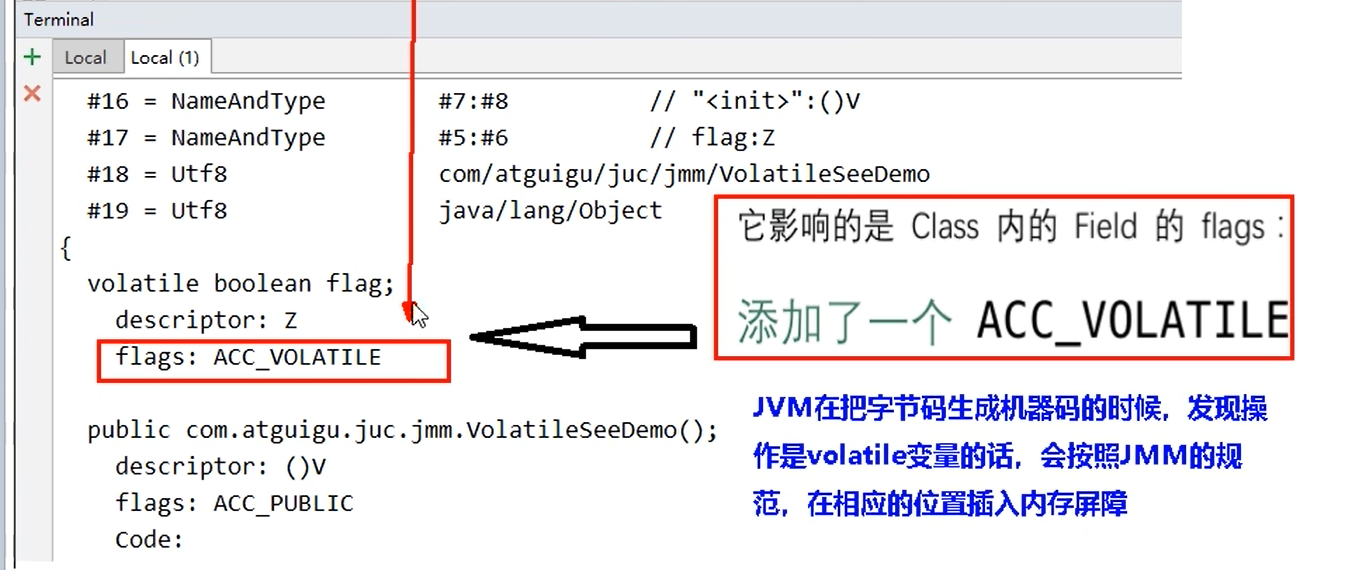 Terminal
Local
Local (1)
#16 = NameAndType #7:#8 // "<init>":()V
#17 = NameAndType #5:#6 // flag:Z
#18 = Utf8 com/atguigu/juc/jmm/VolatileSeeDemo
#19 = Utf8 java/lang/Object
{
volatile boolean flag;
descriptor: Z
flags: ACC_VOLATILE
public com.atguigu.juc.jmm.VolatileSeeDemo();
descriptor: ()V
flags: ACC_PUBLIC
Code:
它影响的是 Class 内的 Field 的 flags：
添加了一个 ACC_VOLATILE
JVM在把字节码生成机器码的时候，发现操
作是volatile变量的话，会按照JMM的规
范，在相应的位置插入内存屏障